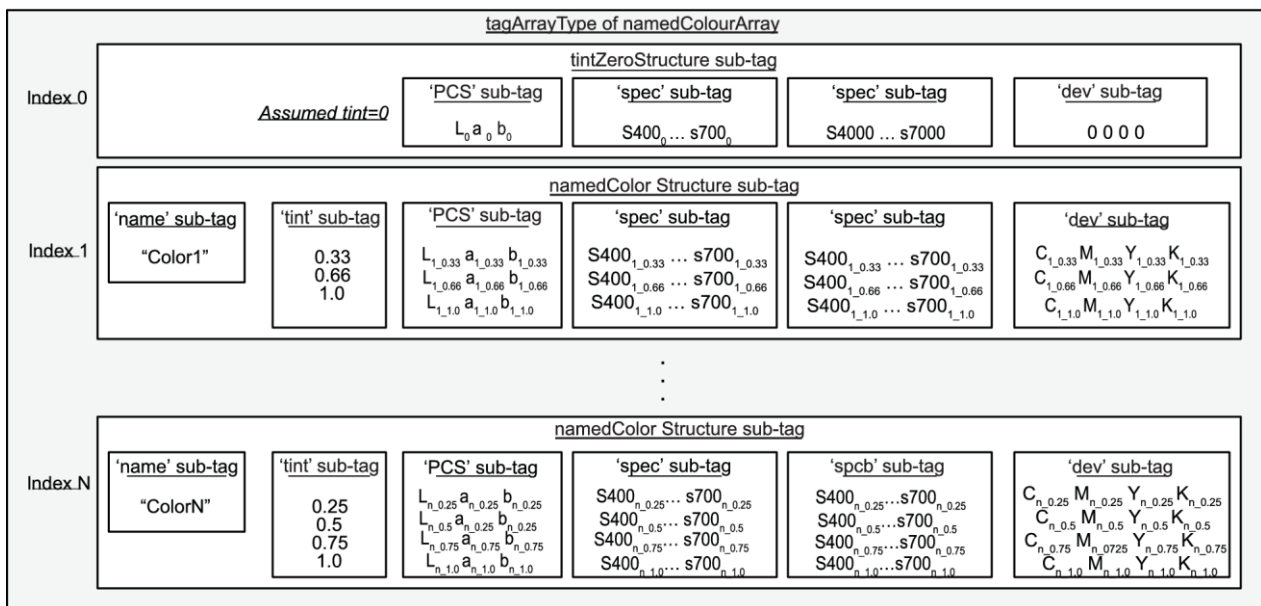 tagArrayType of namedColourArray
tintZeroStructure sub-tag
Index 0
Assumed tint=0
'PCS' sub-tag
L0 a 0 b0
'spec' sub-tag
S4000 ... s7000
'spec' sub-tag
S4000 ... s7000
'dev' sub-tag
0 0 0 0
namedColor Structure sub-tag
Index 1
'name' sub-tag
"Color1"
'tint' sub-tag
0.33
0.66
1.0
'PCS' sub-tag
L1_0.33 a1_0.33 b1_0.33
L1_0.66 a1_0.66 b1_0.66
L1_1.0 a1_1.0 b1_1.0
'spec' sub-tag
S4001_0.33 ... s7001_0.33
S4001_0.66 ... s7001_0.66
S4001_1.0 ... s7001_1.0
'spec' sub-tag
S4001_0.33 ... s7001_0.33
S4001_0.66 ... s7001_0.66
S4001_1.0 ... s7001_1.0
'dev' sub-tag
C1_0.33 M1_0.33 Y1_0.33 K1_0.33
C1_0.66 M1_0.66 Y1_0.66 K1_0.66
C1_1.0 M1_1.0 Y1_1.0 K1_1.0
.
.
.
namedColor Structure sub-tag
Index N
'name' sub-tag
"ColorN"
'tint' sub-tag
0.25
0.5
0.75
1.0
'PCS' sub-tag
Ln_0.25 an_0.25 bn_0.25
Ln_0.5 an_0.25 bn_0.25
Ln_0.75 an_0.75 bn_0.75
Ln_1.0 an_1.0 bn_1.0
'spec' sub-tag
S400n_0.25... s700n_0.25
S400n_0.5... s700n_0.5
S400n_0.75... s700n_0.75
S400n_1.0... s700n_1.0
'spcb' sub-tag
S400n_0.25...s700n_0.25
S400n_0.5...s700n_0.5
S400n_0.75...s700n_0.75
S400n_1.0...s700n_1.0
'dev' sub-tag
Cn_0.25 Mn_0.25 Yn_0.25 Kn_0.25
Cn_0.5 Mn_0.5 Yn_0.5 Kn_0.5
Cn_0.75 Mn_0725 Yn_0.75 Kn_0.75
Cn_1.0 Mn_1.0 Yn_1.0 Kn_1.0